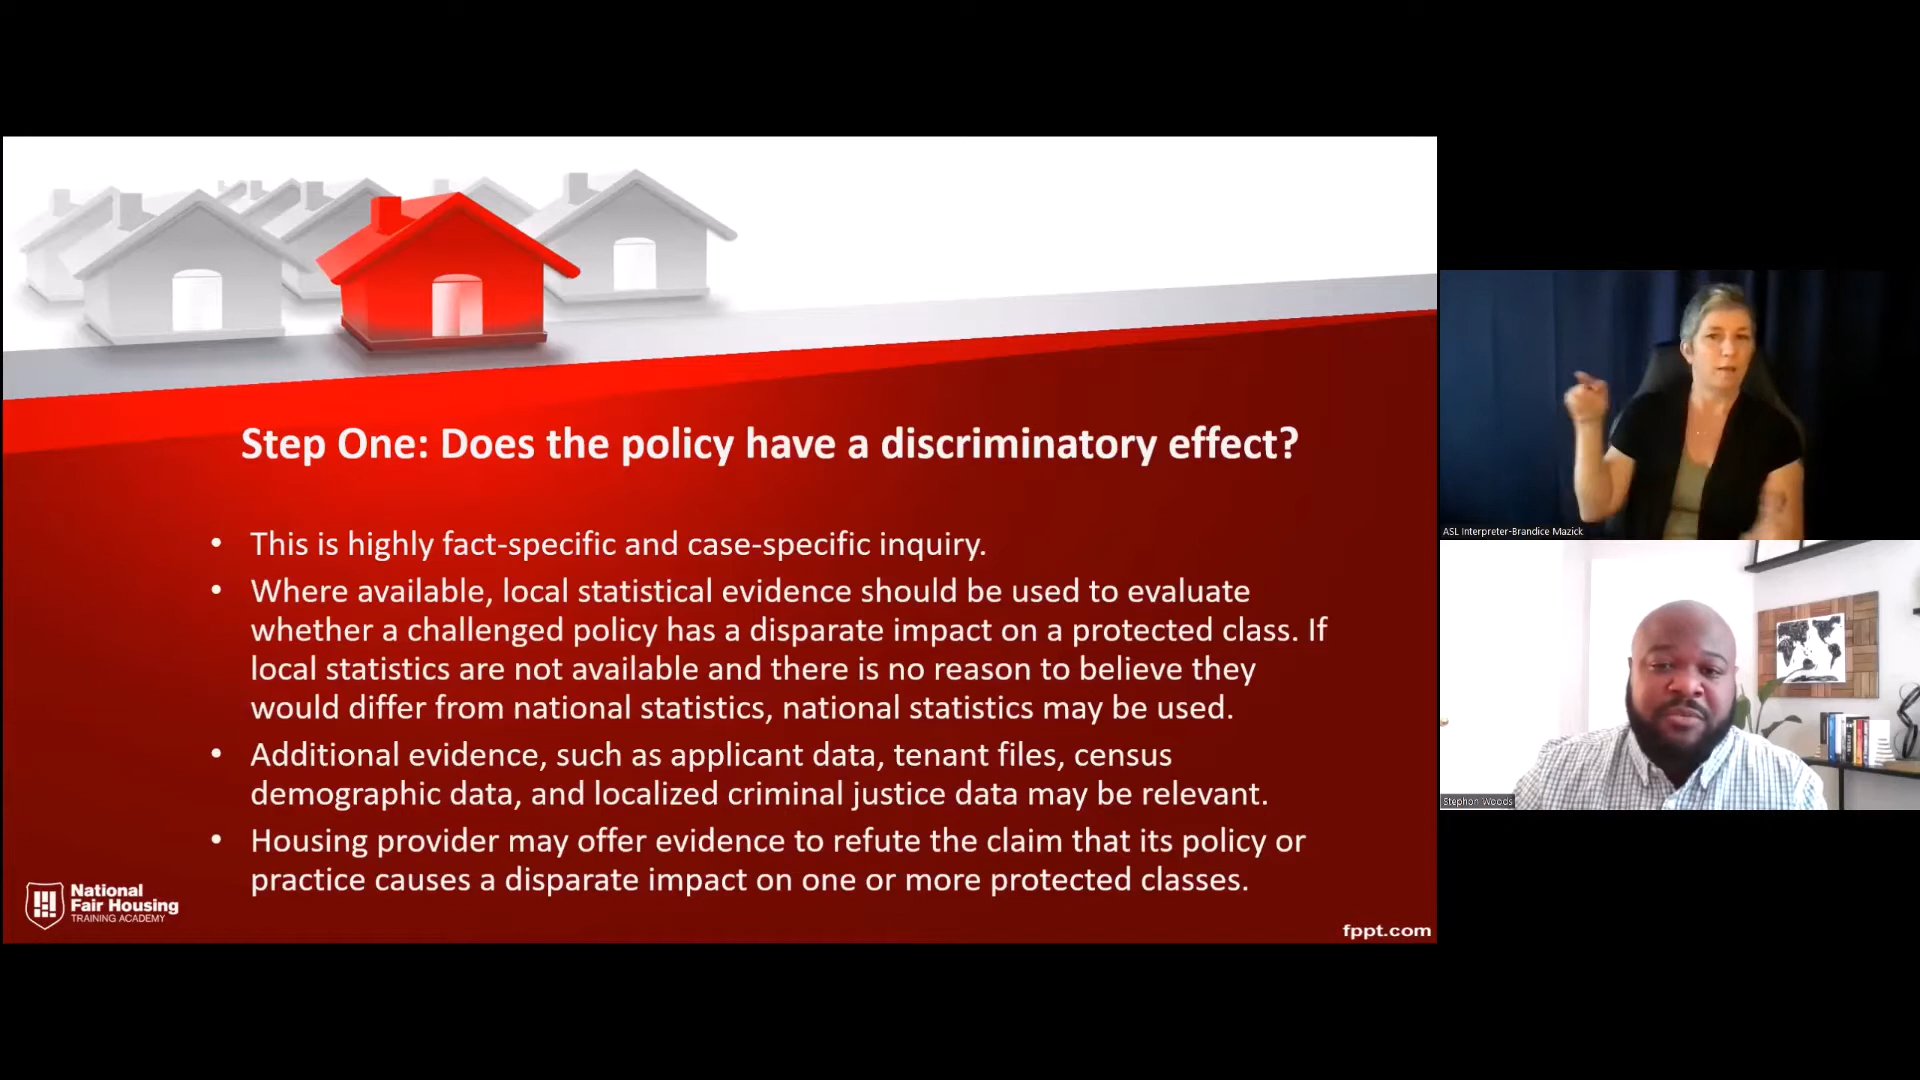 Step One: Does the policy have a discriminatory effect?
• This is highly fact-specific and case-specific inquiry.
• Where available, local statistical evidence should be used to evaluate
whether a challenged policy has a disparate impact on a protected class. If
local statistics are not available and there is no reason to believe they
would differ from national statistics, national statistics may be used.
• Additional evidence, such as applicant data, tenant files, census
demographic data, and localized criminal justice data may be relevant.
• Housing provider may offer evidence to refute the claim that its policy or
practice causes a disparate impact on one or more protected classes.
National
Fair Housing
TRAINING ACADEMY
fppt.com
ASL Interpreter-Brandice Mazick
Stephon Woods